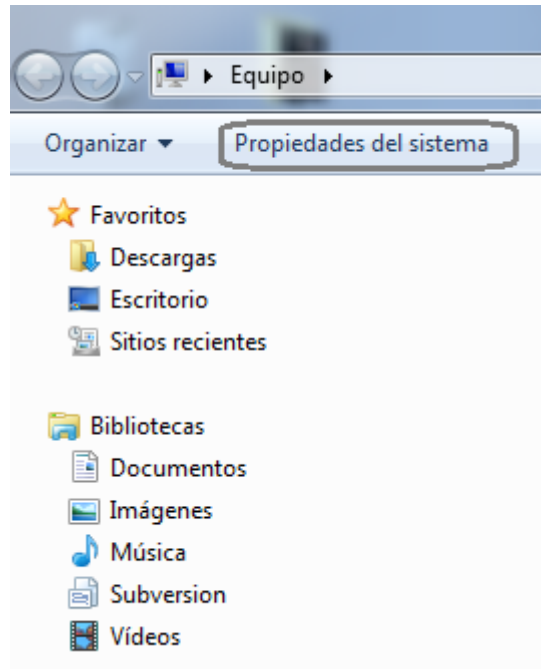 Equipo
Organizar Propiedades del sistema
Favoritos
Descargas
Escritorio
Sitios recientes
Bibliotecas
Documentos
Imágenes
Música
Subversion
Vídeos